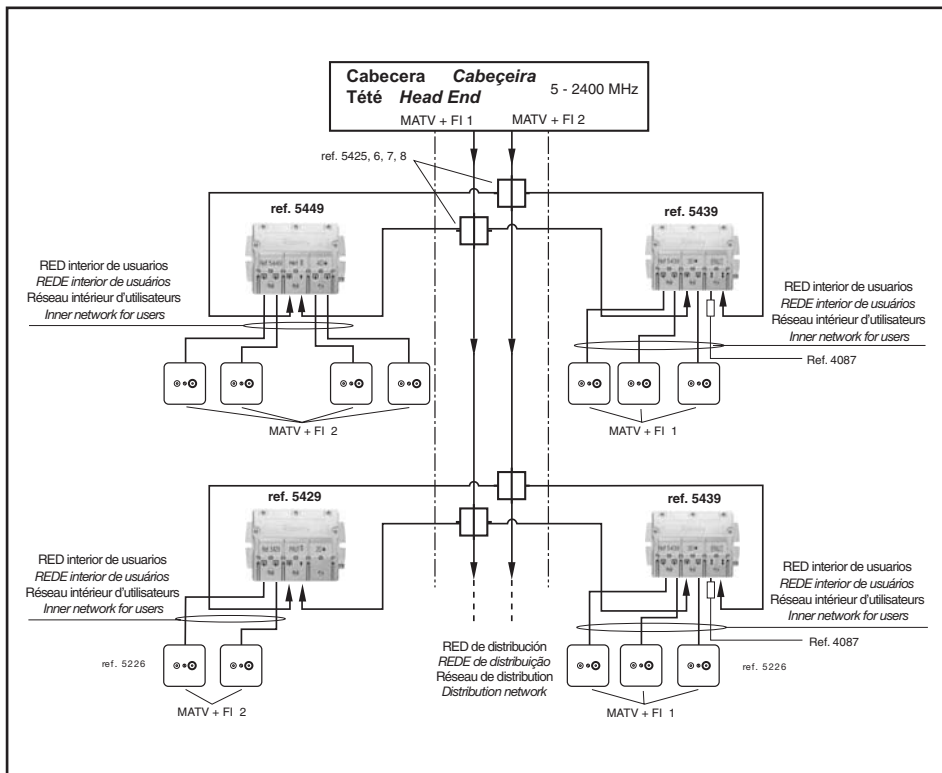 Cabecera Cabeçeira
Tété Head End
5 - 2400 MHz
MATV + FI 1 MATV + FI 2
ref. 5425, 6, 7, 8
ref. 5449
ref. 5439
RED interior de usuarios
REDE interior de usuários
Réseau intérieur d'utilisateurs
Inner network for users
RED interior de usuarios
REDE interior de usuários
Réseau intérieur d'utilisateurs
Inner network for users
Ref. 4087
MATV + FI 2
MATV + FI 1
ref. 5429
ref. 5439
RED interior de usuarios
REDE interior de usuários
Réseau intérieur d'utilisateurs
Inner network for users
RED interior de usuarios
REDE interior de usuários
Réseau intérieur d'utilisateurs
Inner network for users
Ref. 4087
ref. 5226
RED de distribución
REDE de distribuição
Réseau de distribution
Distribution network
ref. 5226
MATV + FI 2
MATV + FI 1